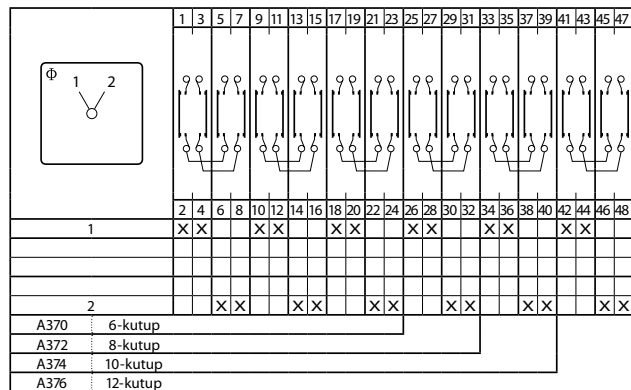 1 3 5 7 9 11 13 15 17 19 21 23 25 27 29 31 33 35 37 39 41 43 45 47
Φ
1 2
2 4 6 8 10 12 14 16 18 20 22 24 26 28 30 32 34 36 38 40 42 44 46 48
1 X X X X X X X X X X X X
2 X X X X X X X X X X X X
A370 6-kutup
A372 8-kutup
A374 10-kutup
A376 12-kutup